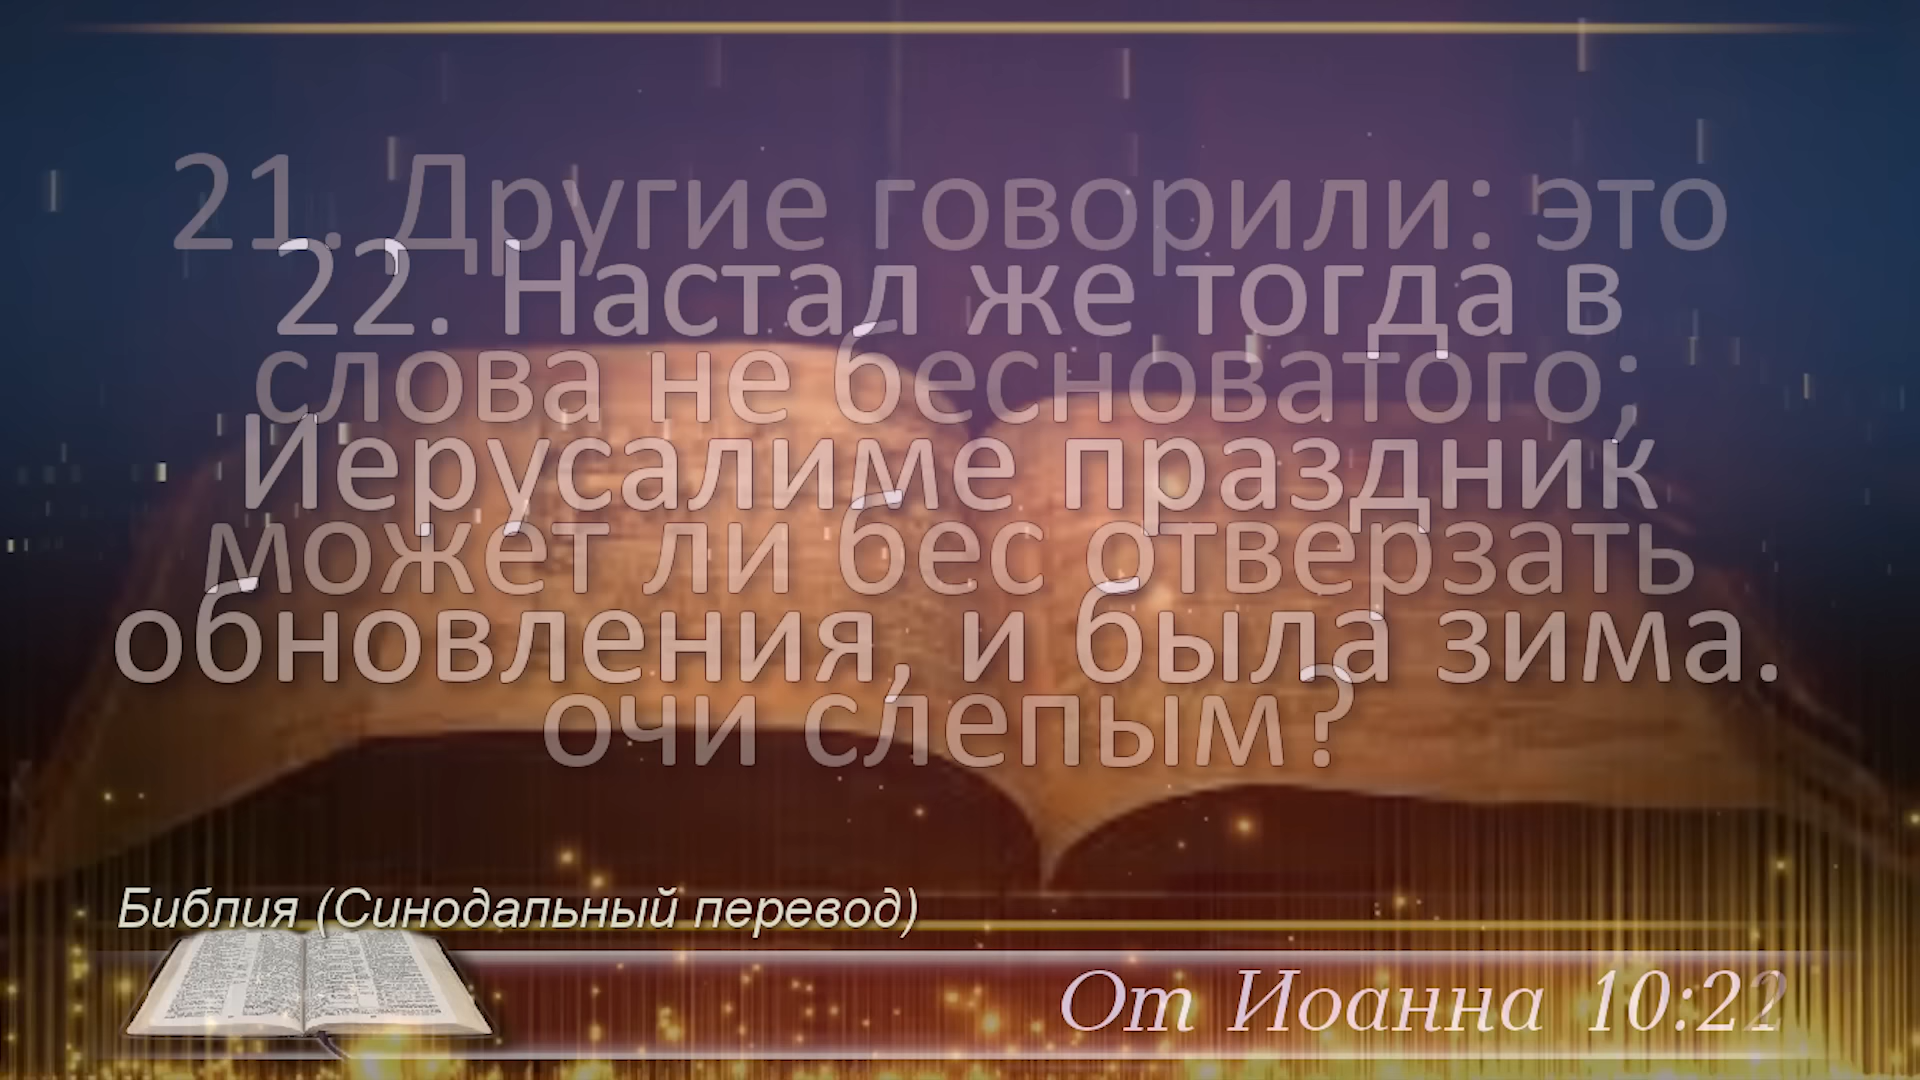 21. Другие говорили: это
22. Настал же тогда в
слова не бесноватого;
Иерусалиме праздник
может ли бес отверзать
обновления, и была зима.
очи слепым?
Библия (Синодальный перевод)
От Иоанна 10:22